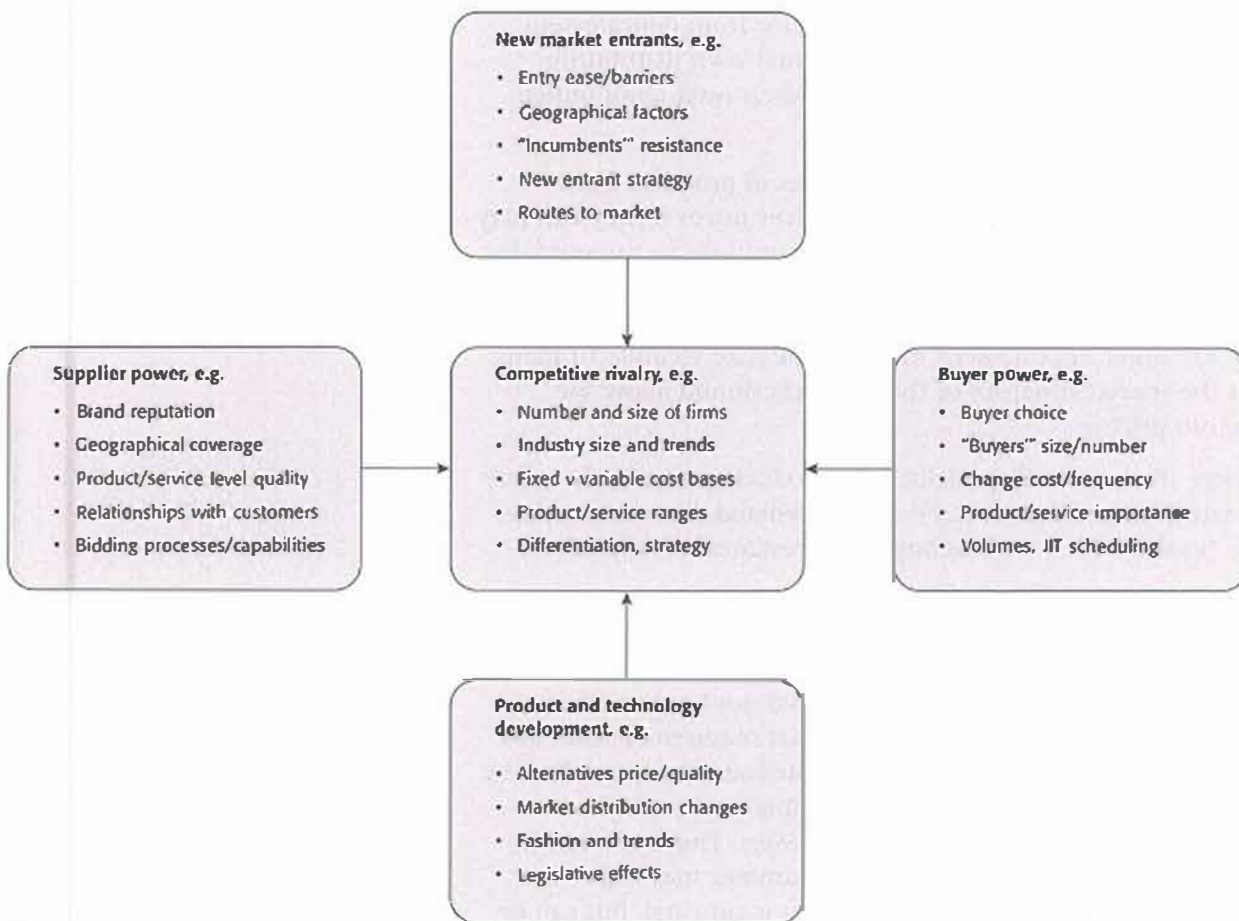 New market entrants, e.g.
• Entry ease/barriers
• Geographical factors
• "Incumbents'" resistance
• New entrant strategy
• Routes to market
Supplier power, e.g.
• Brand reputation
• Geographical coverage
• Product/service level quality
• Relationships with customers
• Bidding processes/capabilities
Competitive rivalry, e.g.
• Number and size of firms
• Industry size and trends
• Fixed v variable cost bases
• Product/service ranges
• Differentiation, strategy
Buyer power, e.g.
• Buyer choice
• "Buyers'" size/number
• Change cost/frequency
• Product/service importance
• Volumes, JIT scheduling
Product and technology
development, e.g.
• Alternatives price/quality
• Market distribution changes
• Fashion and trends
• Legislative effects